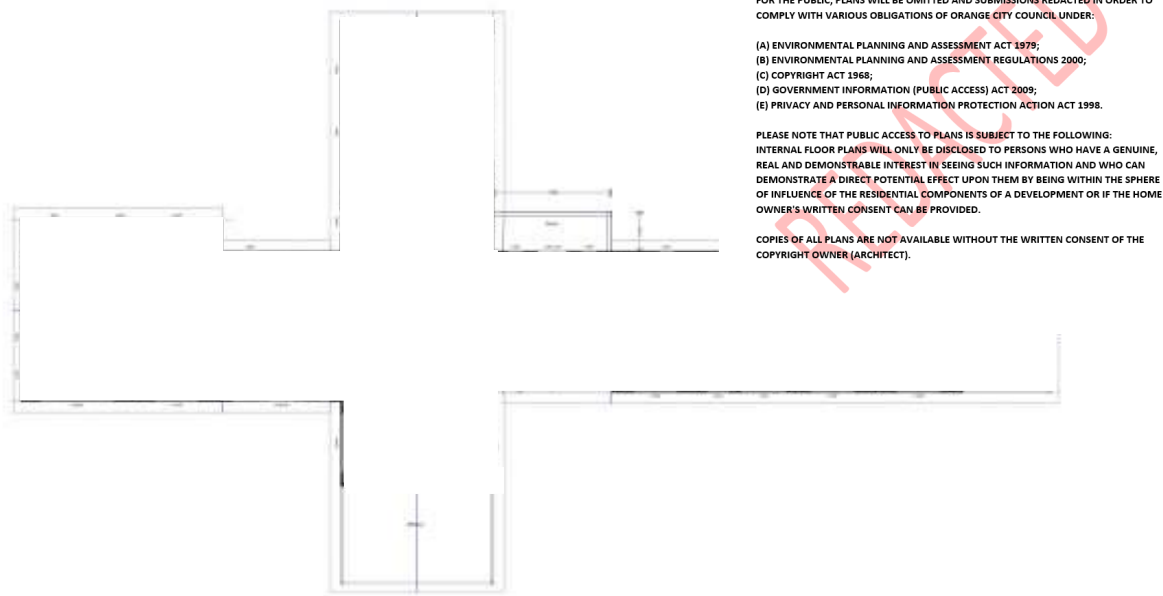 FOR THE PUBLIC, PLANS WILL BE OMITTED AND SUBMISSIONS REDACTED IN ORDER TO
COMPLY WITH VARIOUS OBLIGATIONS OF ORANGE CITY COUNCIL UNDER:
(A) ENVIRONMENTAL PLANNING AND ASSESSMENT ACT 1979;
(B) ENVIRONMENTAL PLANNING AND ASSESSMENT REGULATIONS 2000;
(C) COPYRIGHT ACT 1968;
(D) GOVERNMENT INFORMATION (PUBLIC ACCESS) ACT 2009;
(E) PRIVACY AND PERSONAL INFORMATION PROTECTION ACTION ACT 1998.
PLEASE NOTE THAT PUBLIC ACCESS TO PLANS IS SUBJECT TO THE FOLLOWING:
INTERNAL FLOOR PLANS WILL ONLY BE DISCLOSED TO PERSONS WHO HAVE A GENUINE,
REAL AND DEMONSTRABLE INTEREST IN SEEING SUCH INFORMATION AND WHO CAN
DEMONSTRATE A DIRECT POTENTIAL EFFECT UPON THEM BY BEING WITHIN THE SPHERE
OF INFLUENCE OF THE RESIDENTIAL COMPONENTS OF A DEVELOPMENT OR IF THE HOME
OWNER'S WRITTEN CONSENT CAN BE PROVIDED.
COPIES OF ALL PLANS ARE NOT AVAILABLE WITHOUT THE WRITTEN CONSENT OF THE
COPYRIGHT OWNER (ARCHITECT).
REDACTED